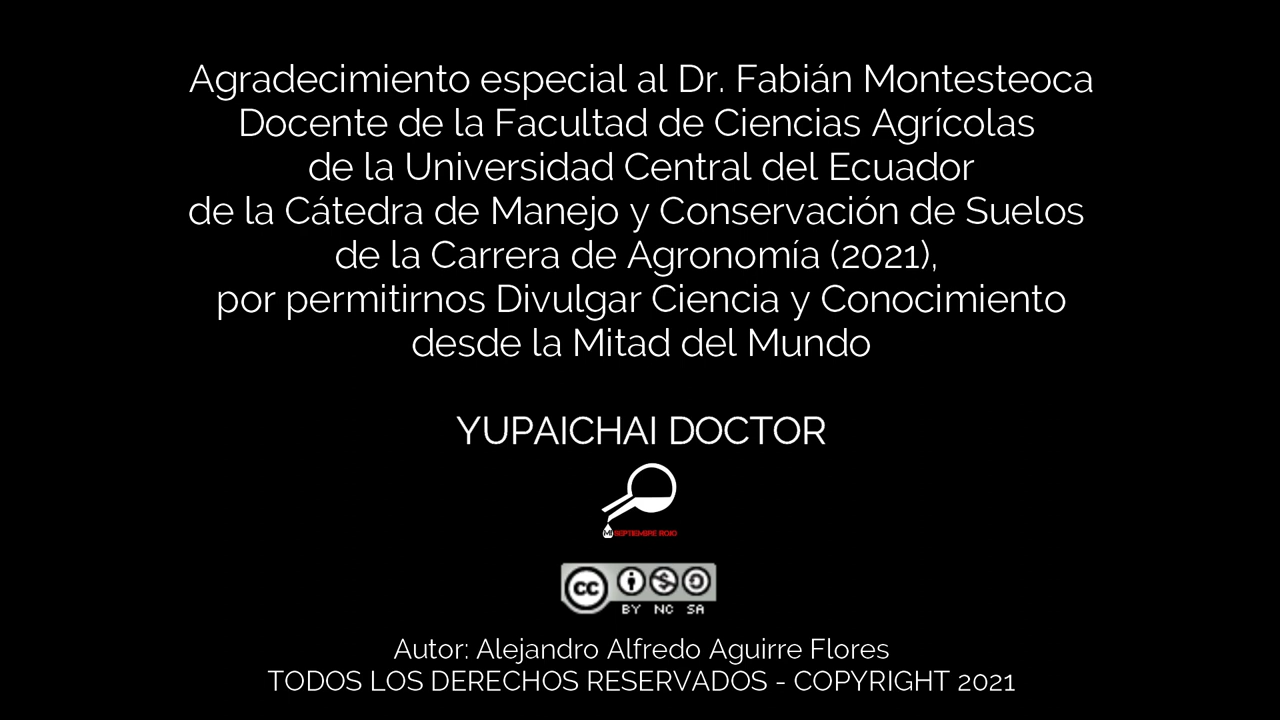 Agradecimiento especial al Dr. Fabián Montesteoca
Docente de la Facultad de Ciencias Agrícolas
de la Universidad Central del Ecuador
de la Cátedra de Manejo y Conservación de Suelos
de la Carrera de Agronomía (2021),
por permitirnos Divulgar Ciencia y Conocimiento
desde la Mitad del Mundo
YUPAICHAI DOCTOR
MI SEPTIEMBRE ROJO
CC BY NC SA
Autor: Alejandro Alfredo Aguirre Flores
TODOS LOS DERECHOS RESERVADOS - COPYRIGHT 2021